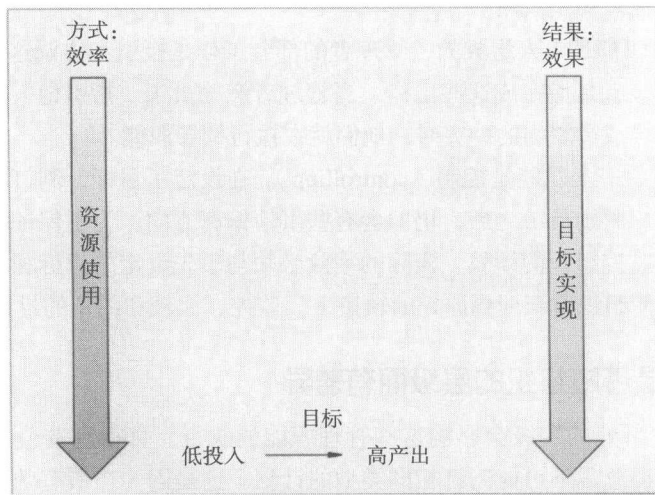 方式：
效率
结果：
效果
资源使用
目标实现
目标
低投入 → 高产出